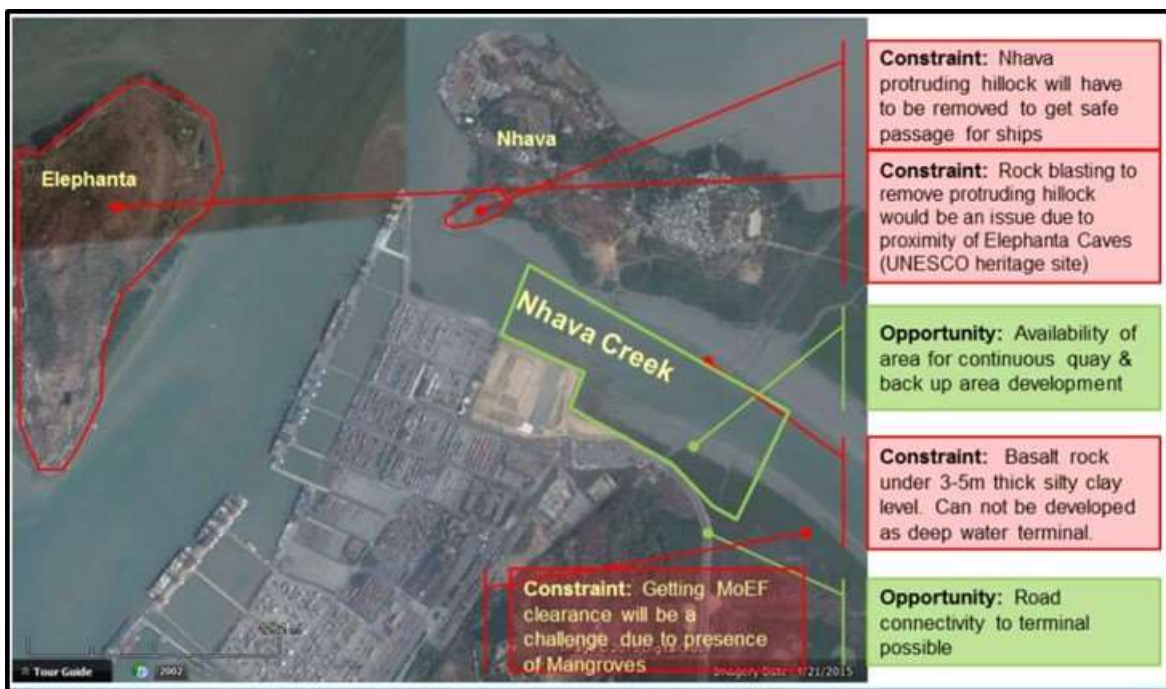 Elephanta
Nhava
Nhava Creek
Constraint: Nhava
protruding hillock will have
to be removed to get safe
passage for ships
Constraint: Rock blasting to
remove protruding hillock
would be an issue due to
proximity of Elephanta Caves
(UNESCO heritage site)
Opportunity: Availability of
area for continuous quay &
back up area development
Constraint: Basalt rock
under 3-5m thick silty clay
level. Can not be developed
as deep water terminal.
Opportunity: Road
connectivity to terminal
possible
Constraint: Getting MoEF
clearance will be a
challenge due to presence
of Mangroves
Tour Guide
2002
Imagery Date: 4/21/2015